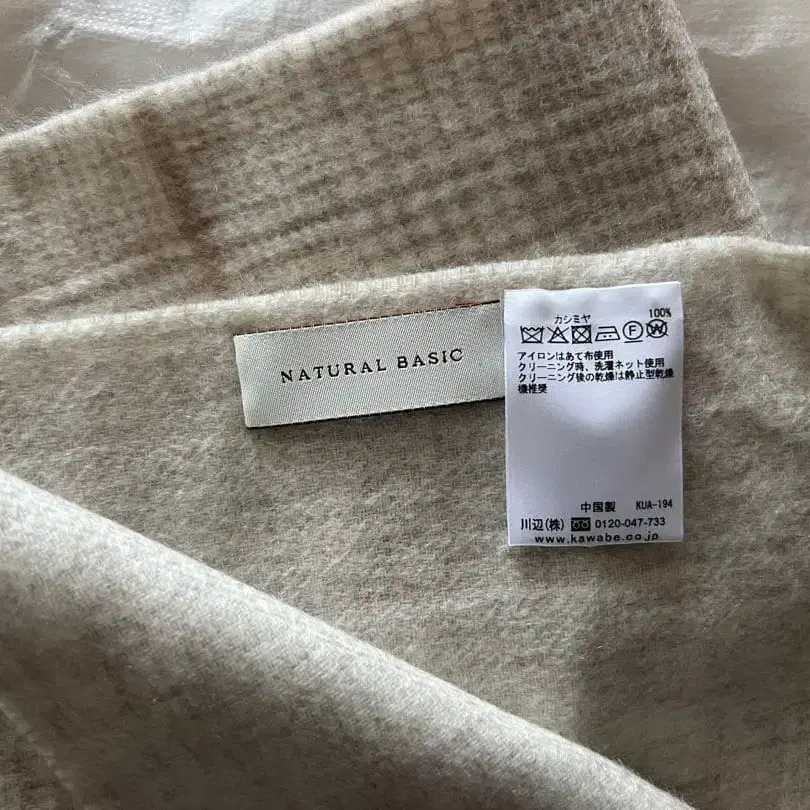 NATURAL BASIC
カシミヤ 100%
アイロンはあて布使用
クリーニング時、洗濯ネット使用
クリーニング後の乾燥は静止型乾燥
機推奨
中国製 KUA-194
川辺(株) 0120-047-733
www.kawabe.co.jp